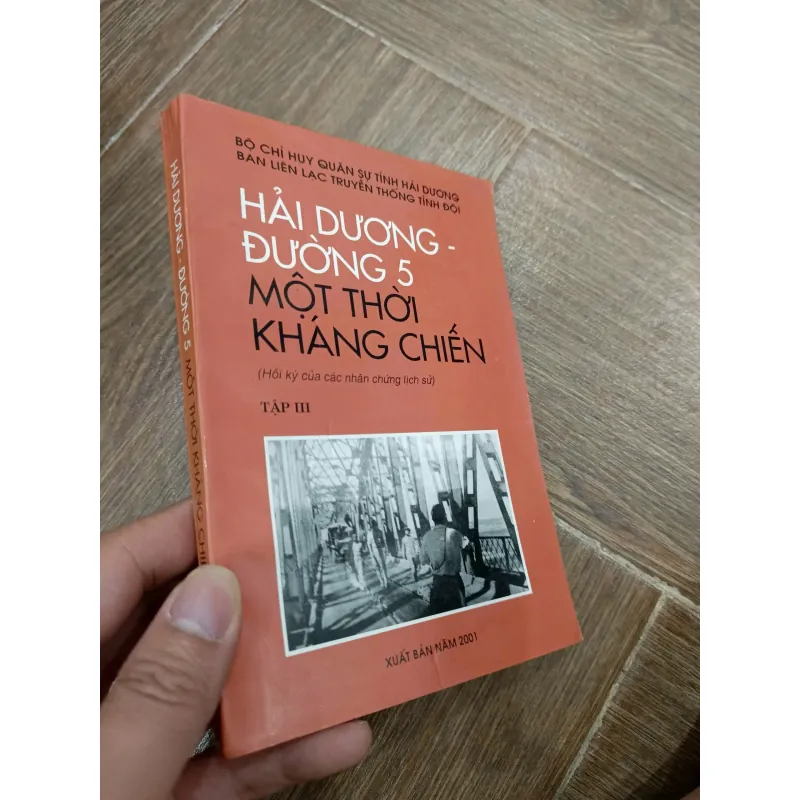 BỘ CHỈ HUY QUÂN SỰ TỈNH HẢI DƯƠNG
BAN LIÊN LẠC TRUYỀN THỐNG TỈNH ĐỘI
HẢI DƯƠNG -
ĐƯỜNG 5
MỘT THỜI
KHÁNG CHIẾN
(Hồi ký của các nhân chứng lịch sử)
TẬP III
XUẤT BẢN NĂM 2001
HẢI DƯƠNG - ĐƯỜNG 5 MỘT THỜI KHÁNG